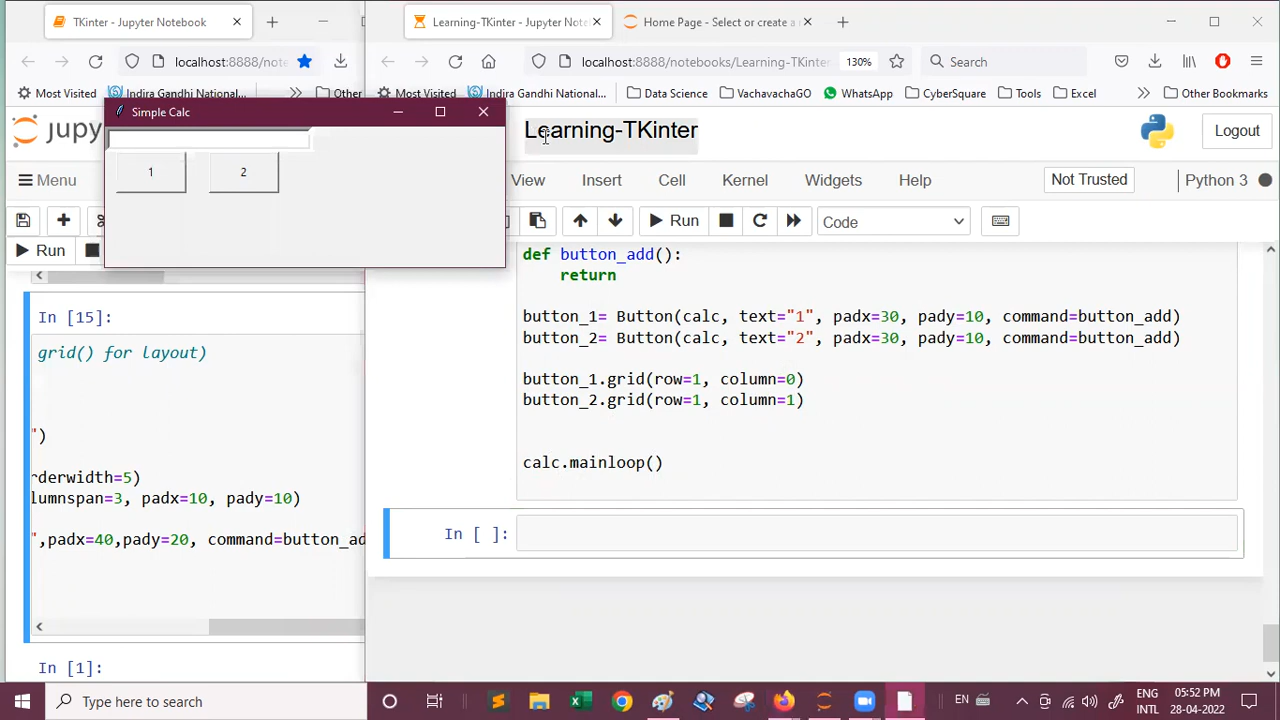 TKinter - Jupyter Notebook
Learning-TKinter - Jupyter Note
Home Page - Select or create a
localhost:8888/note
localhost:8888/notebooks/Learning-TKinter
130%
Search
Most Visited
Indira Gandhi National...
Other
Most Visited
Indira Gandhi National...
Data Science
VachavachaGO
WhatsApp
CyberSquare
Tools
Excel
Other Bookmarks
Simple Calc
1
2
jupy
Learning-TKinter
Logout
Menu
View
Insert
Cell
Kernel
Widgets
Help
Not Trusted
Python 3
Run
Code
Run
In [15]:
grid() for layout)
")
rderwidth=5)
lumnspan=3, padx=10, pady=10)
",padx=40,pady=20, command=button_ad
In [1]:
def button_add():
    return
button_1= Button(calc, text="1", padx=30, pady=10, command=button_add)
button_2= Button(calc, text="2", padx=30, pady=10, command=button_add)
button_1.grid(row=1, column=0)
button_2.grid(row=1, column=1)
calc.mainloop()
In [ ]:
Type here to search
EN
ENG
INTL
05:52 PM
28-04-2022